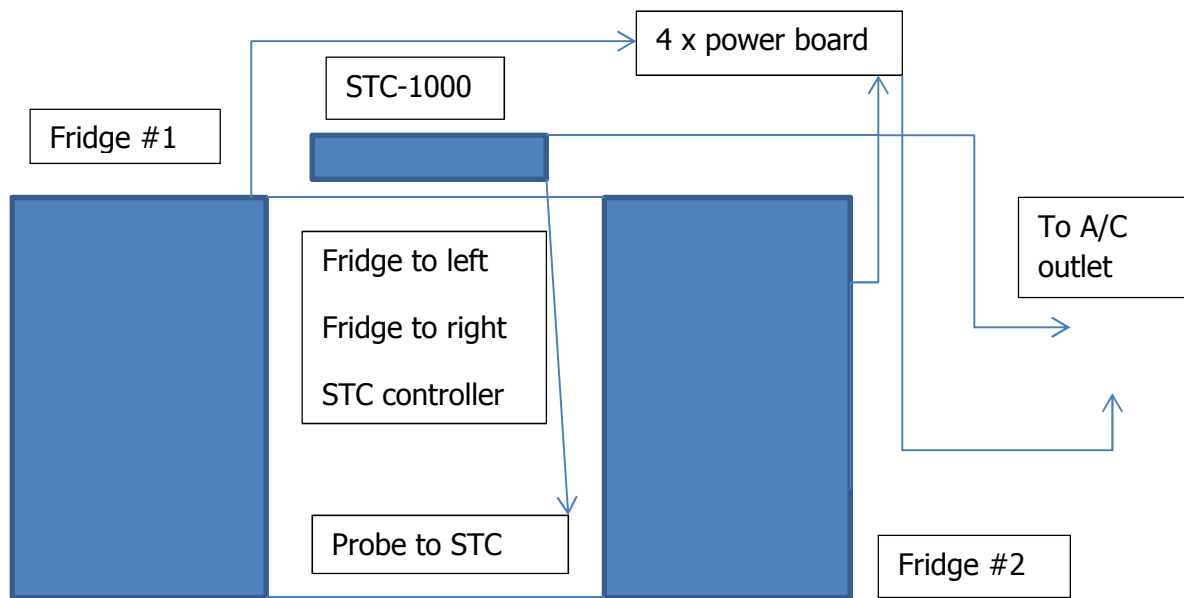 4 x power board
STC-1000
Fridge #1
To A/C
outlet
Fridge to left
Fridge to right
STC controller
Probe to STC
Fridge #2